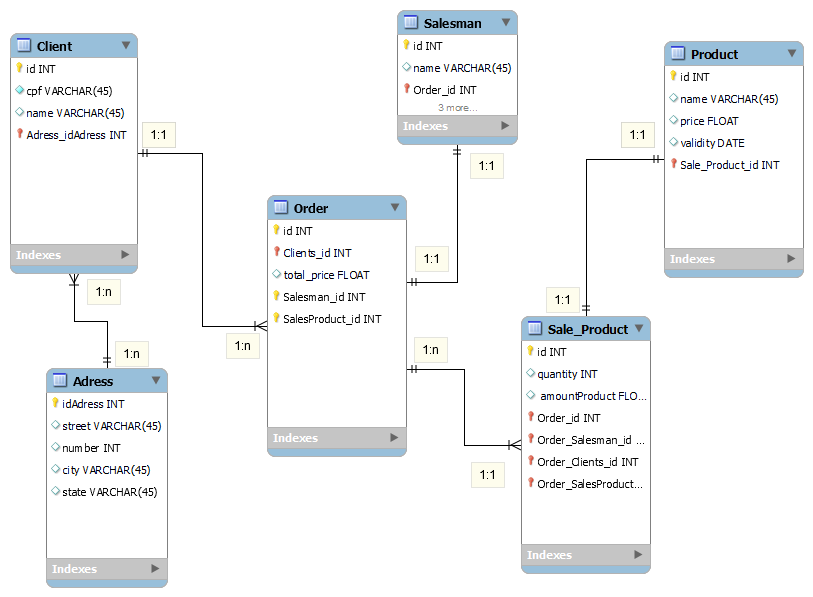 Client
id INT
cpf VARCHAR(45)
name VARCHAR(45)
Adress_idAdress INT
Indexes
1:1
1:n
1:n
Adress
idAdress INT
street VARCHAR(45)
number INT
city VARCHAR(45)
state VARCHAR(45)
Indexes
1:n
Order
id INT
Clients_id INT
total_price FLOAT
Salesman_id INT
SalesProduct_id INT
Indexes
Salesman
id INT
name VARCHAR(45)
Order_id INT
3 more...
Indexes
1:1
1:1
1:n
1:1
Sale_Product
id INT
quantity INT
amountProduct FLO...
Order_id INT
Order_Salesman_id ...
Order_Clients_id INT
Order_SalesProduct...
Indexes
1:1
1:1
Product
id INT
name VARCHAR(45)
price FLOAT
validity DATE
Sale_Product_id INT
Indexes